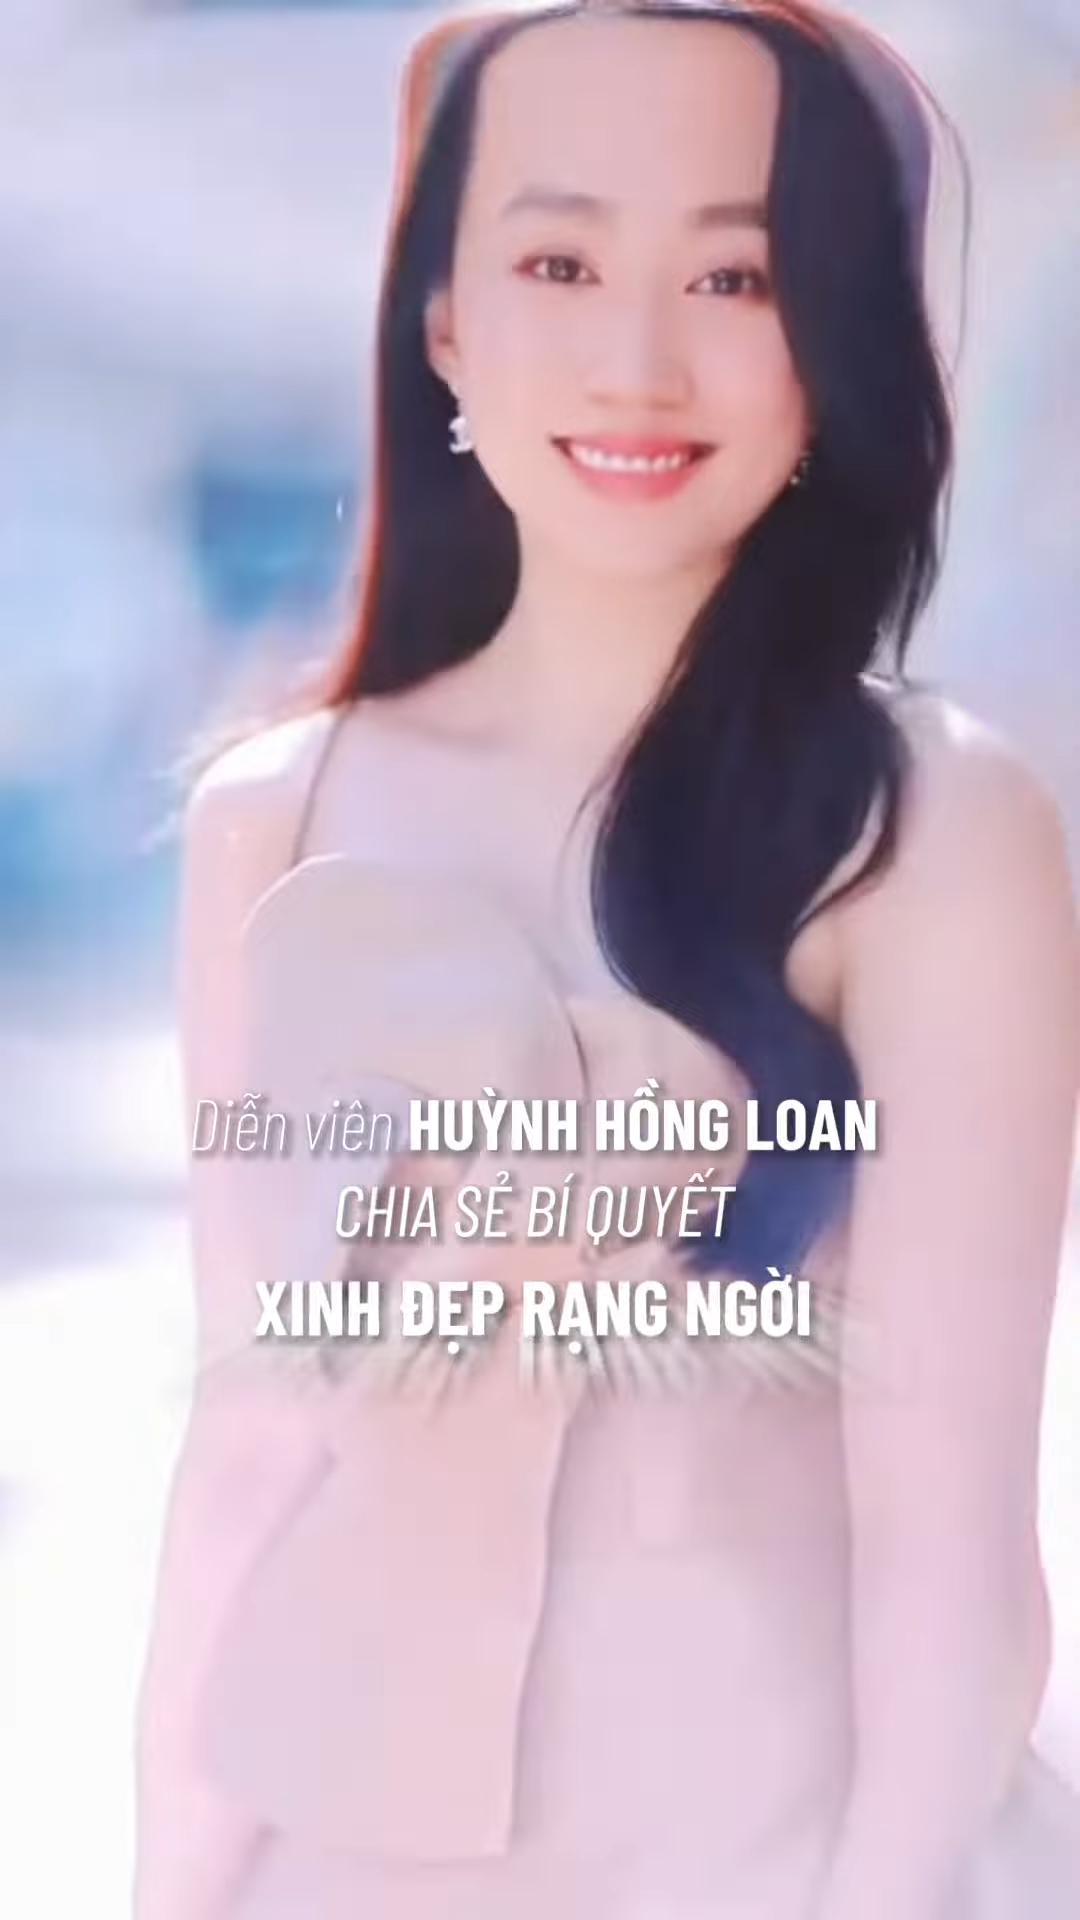 Diễn viên HUỲNH HỒNG LOAN
CHIA SẺ BÍ QUYẾT
XINH ĐẸP RẠNG NGỜI